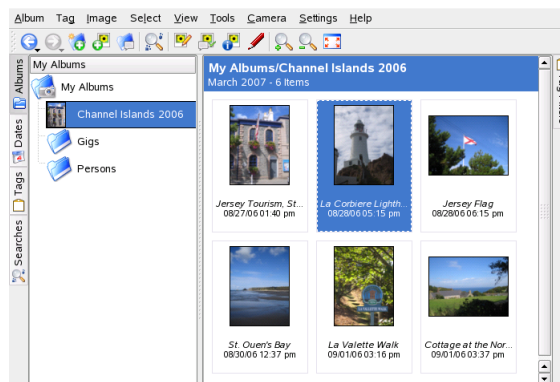 Album Tag Image Select View Tools Camera Settings Help
My Albums
My Albums
Channel Islands 2006
Gigs
Persons
Albums
Dates
Tags
Searches
My Albums/Channel Islands 2006
March 2007 - 6 Items
Jersey Tourism, St...
08/27/06 01:40 pm
La Corbiere Lighth...
08/28/06 05:15 pm
Jersey Flag
08/28/06 06:15 pm
St. Ouen's Bay
08/30/06 12:37 pm
La Valette Walk
09/01/06 03:16 pm
Cottage at the Nor...
09/01/06 03:37 pm